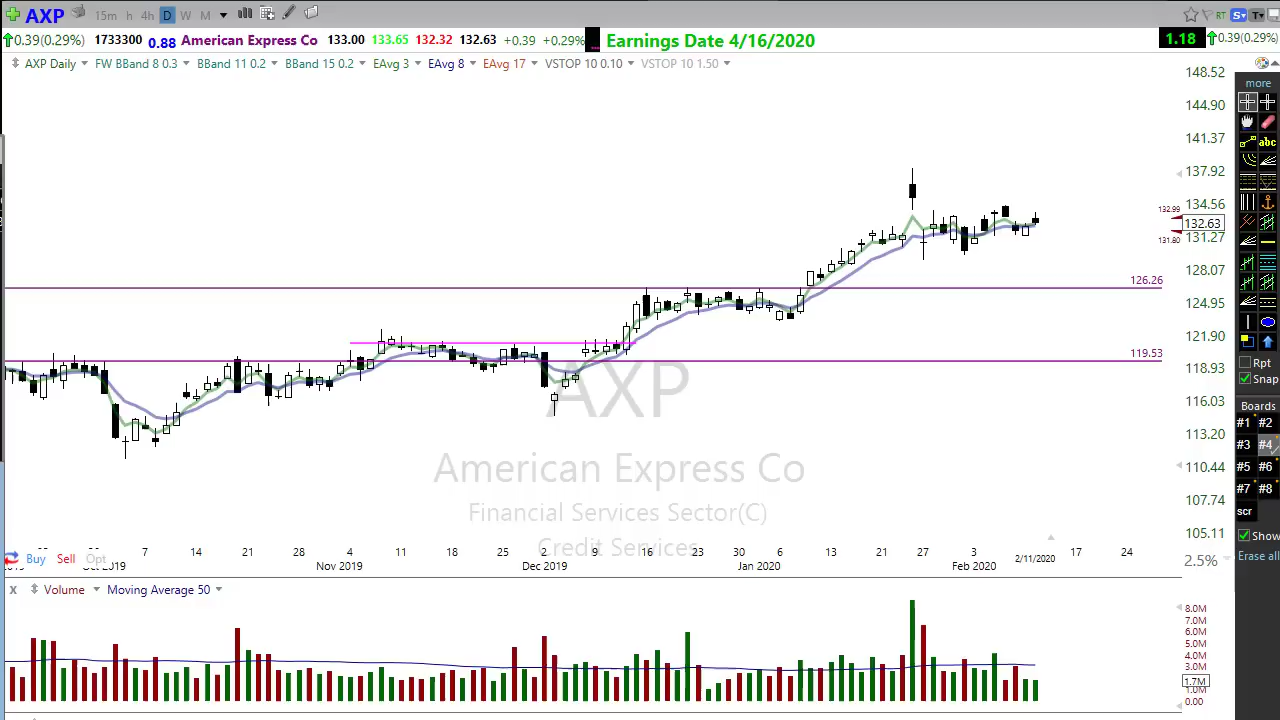 AXP 15m h 4h D W M RT S T
0.39(0.29%) 1733300 0.88 American Express Co 133.00 133.65 132.32 132.63 +0.39 +0.29% Earnings Date 4/16/2020 1.18 0.39(0.29%)
AXP Daily FW BBand 8 0.3 BBand 11 0.2 BBand 15 0.2 EAvg 3 EAvg 8 EAvg 17 VSTOP 10 0.10 VSTOP 10 1.50
148.52
more
144.90
abc
141.37
137.92
134.56
132.99
132.63
131.80
131.27
128.07
126.26
124.95
121.90
119.53
118.93
Rpt
Snap
AXP
116.03
Boards
#1 #2
113.20
#3 #4
American Express Co
110.44
#5 #6
107.74
#7 #8
Financial Services Sector(C)
scr
105.11
Show
Credit Services
7 14 21 28 4 11 18 25 2 9 16 23 30 6 13 21 27 3 2/11/2020 17 24
Buy Sell Opt
2.5%
Erase all
Oct 2019 Nov 2019 Dec 2019 Jan 2020 Feb 2020
X Volume Moving Average 50
8.0M
7.0M
6.0M
5.0M
4.0M
3.0M
1.7M
1.0M
0.00